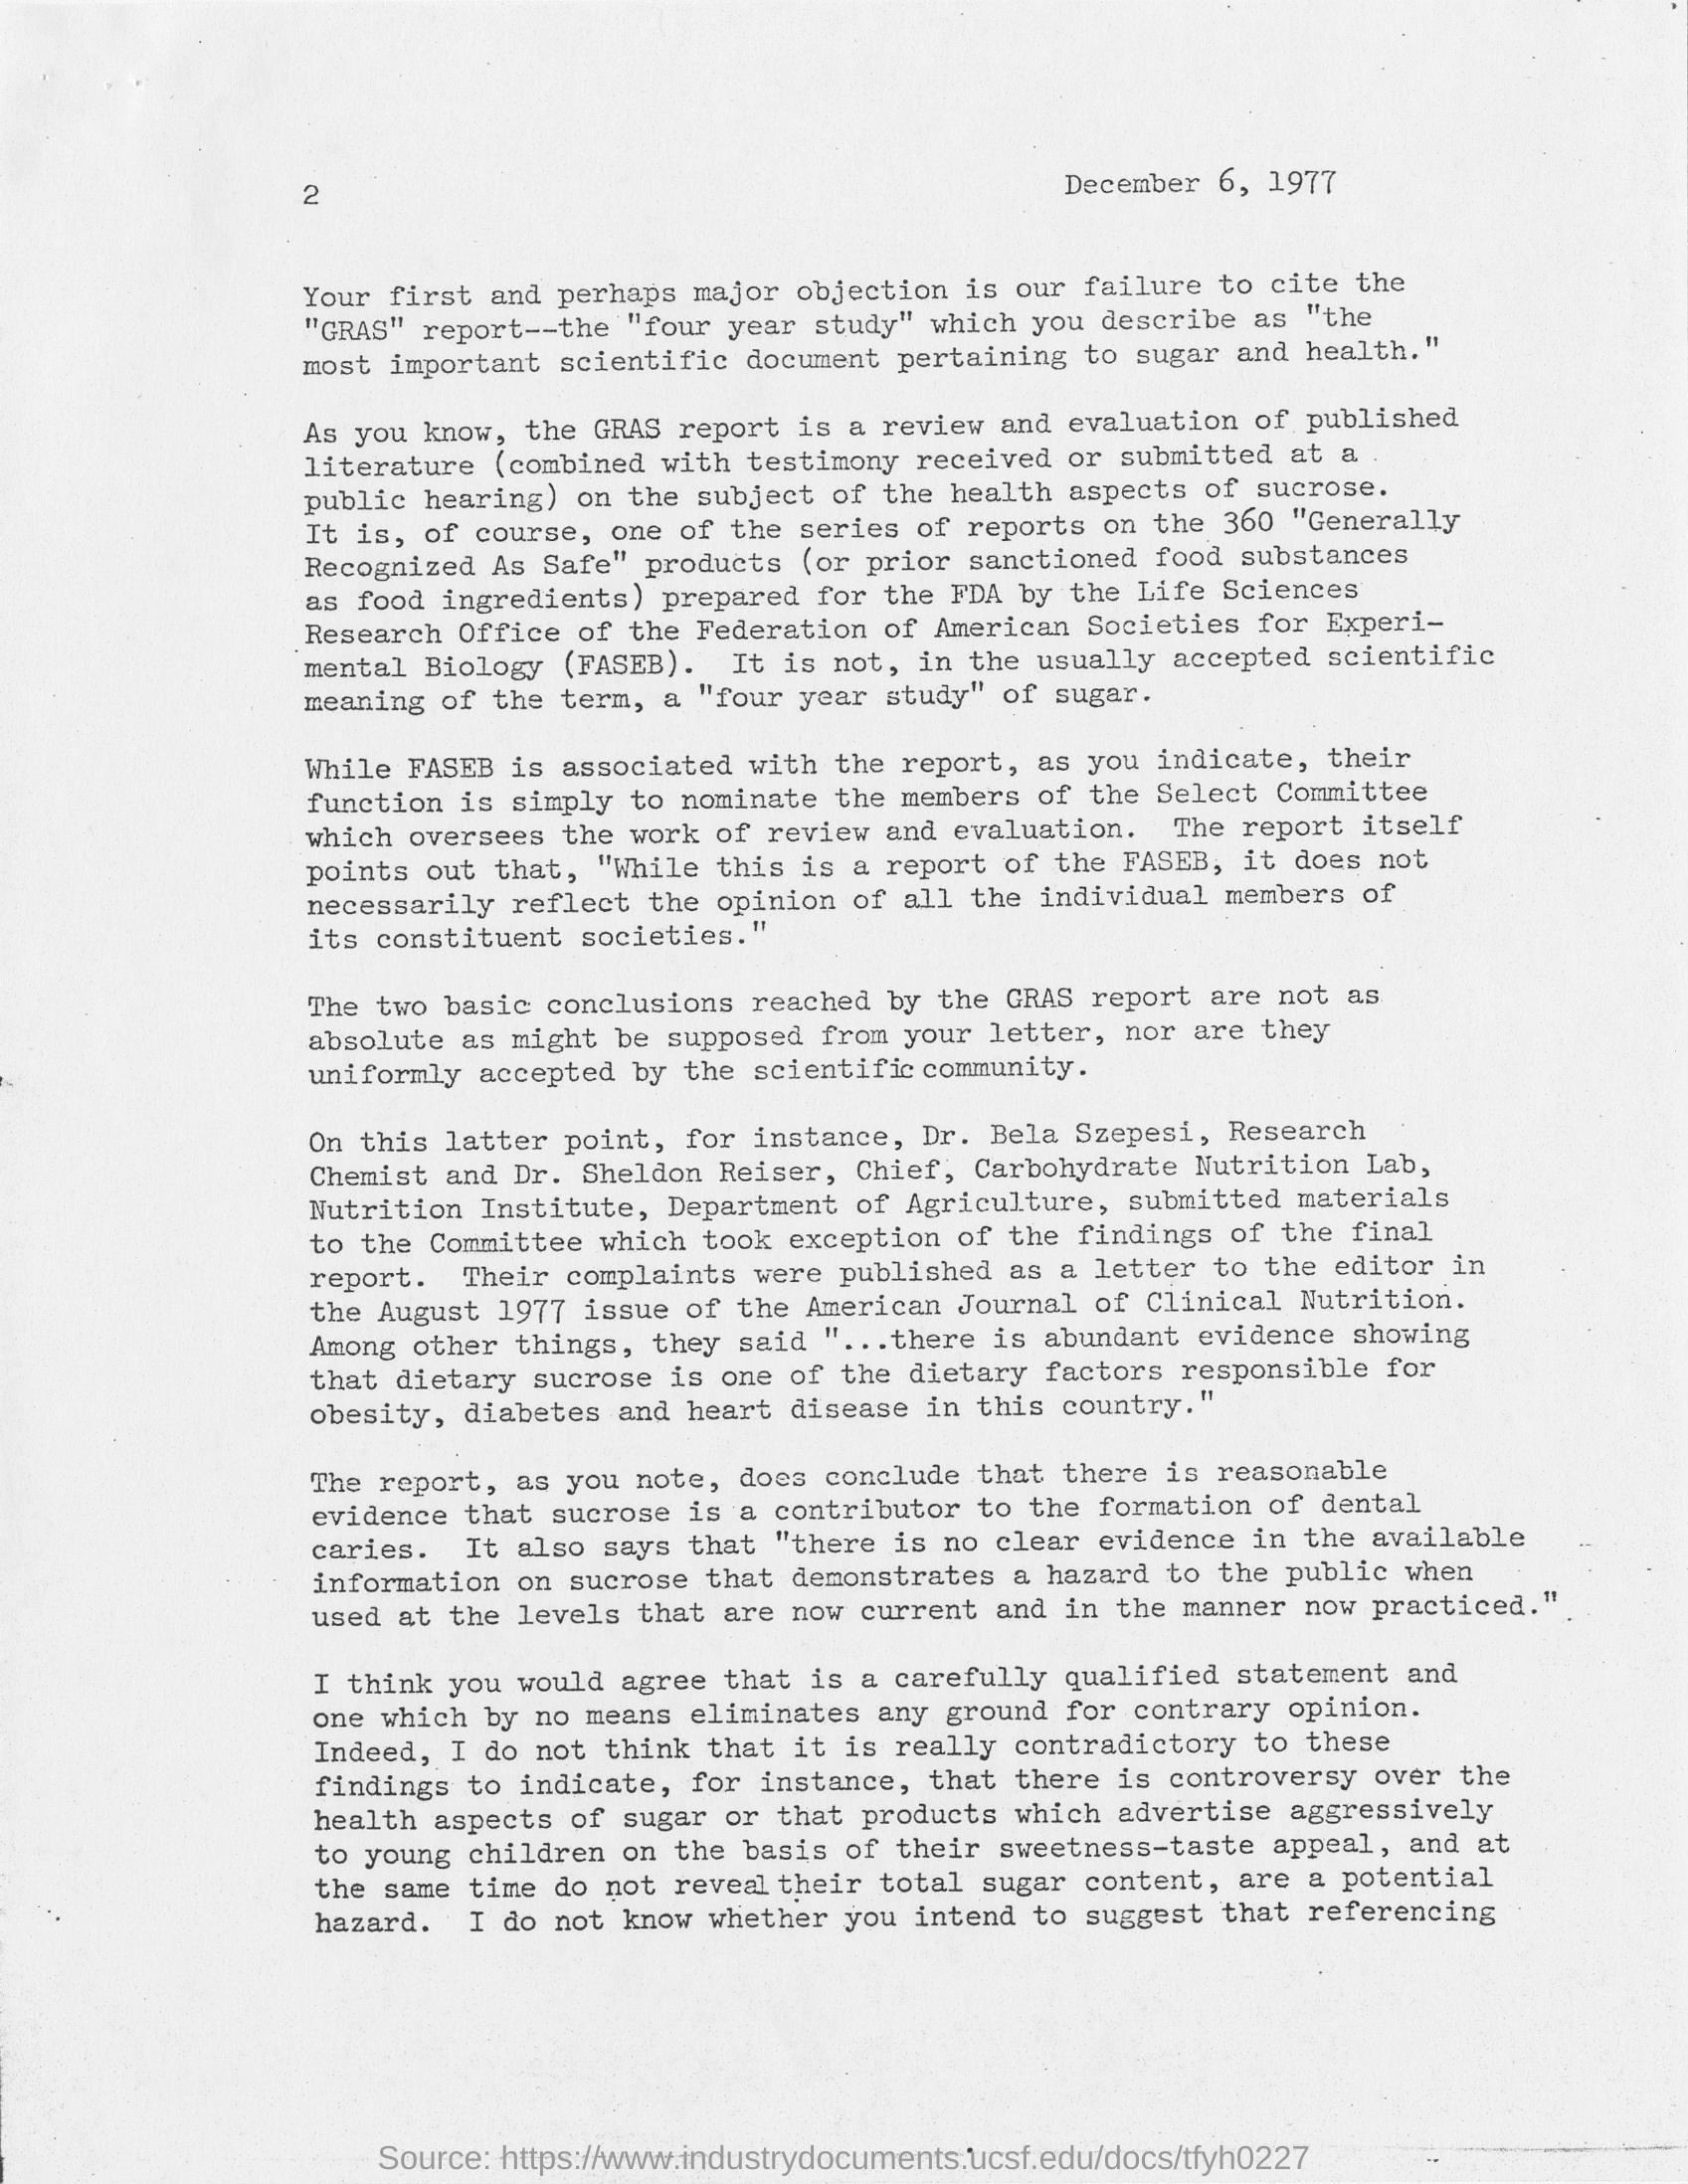 2
December 6, 1977
Your first and perhaps major objection is our failure to cite the
"GRAS" report--the "four year study" which you describe as "the
most important scientific document pertaining to sugar and health."
As you know, the GRAS report is a review and evaluation of published
literature (combined with testimony received or submitted at a
public hearing) on the subject of the health aspects of sucrose.
It is, of course, one of the series of reports on the 360 "Generally
Recognized As Safe" products (or prior sanctioned food substances
as food ingredients) prepared for the FDA by the Life Sciences
Research Office of the Federation of American Societies for Experi-
mental Biology (FASEB). It is not, in the usually accepted scientific
meaning of the term, a "four year study" of sugar.
While FASEB is associated with the report, as you indicate, their
function is simply to nominate the members of the Select Committee
which oversees the work of review and evaluation. The report itself
points out that, "While this is a report of the FASEB, it does not
necessarily reflect the opinion of all the individual members of
its constituent societies."
The two basic conclusions reached by the GRAS report are not as
absolute as might be supposed from your letter, nor are they
uniformly accepted by the scientific community.
On this latter point, for instance, Dr. Bela Szepesi, Research
Chemist and Dr. Sheldon Reiser, Chief, Carbohydrate Nutrition Lab,
Nutrition Institute, Department of Agriculture, submitted materials
to the Committee which took exception of the findings of the final
report. Their complaints were published as a letter to the editor in
the August 1977 issue of the American Journal of Clinical Nutrition.
Among other things, they said "...there is abundant evidence showing
that dietary sucrose is one of the dietary factors responsible for
obesity, diabetes and heart disease in this country."
The report, as you note, does conclude that there is reasonable
evidence that sucrose is a contributor to the formation of dental
caries. It also says that "there is no clear evidence in the available
information on sucrose that demonstrates a hazard to the public when
used at the levels that are now current and in the manner now practiced."
I think you would agree that is a carefully qualified statement and
one which by no means eliminates any ground for contrary opinion.
Indeed, I do not think that it is really contradictory to these
findings to indicate, for instance, that there is controversy over the
health aspects of sugar or that products which advertise aggressively
to young children on the basis of their sweetness-taste appeal, and at
the same time do not reveal their total sugar content, are a potential
hazard. I do not know whether you intend to suggest that referencing
Source: https://www.industrydocuments.ucsf.edu/docs/tfyh0227